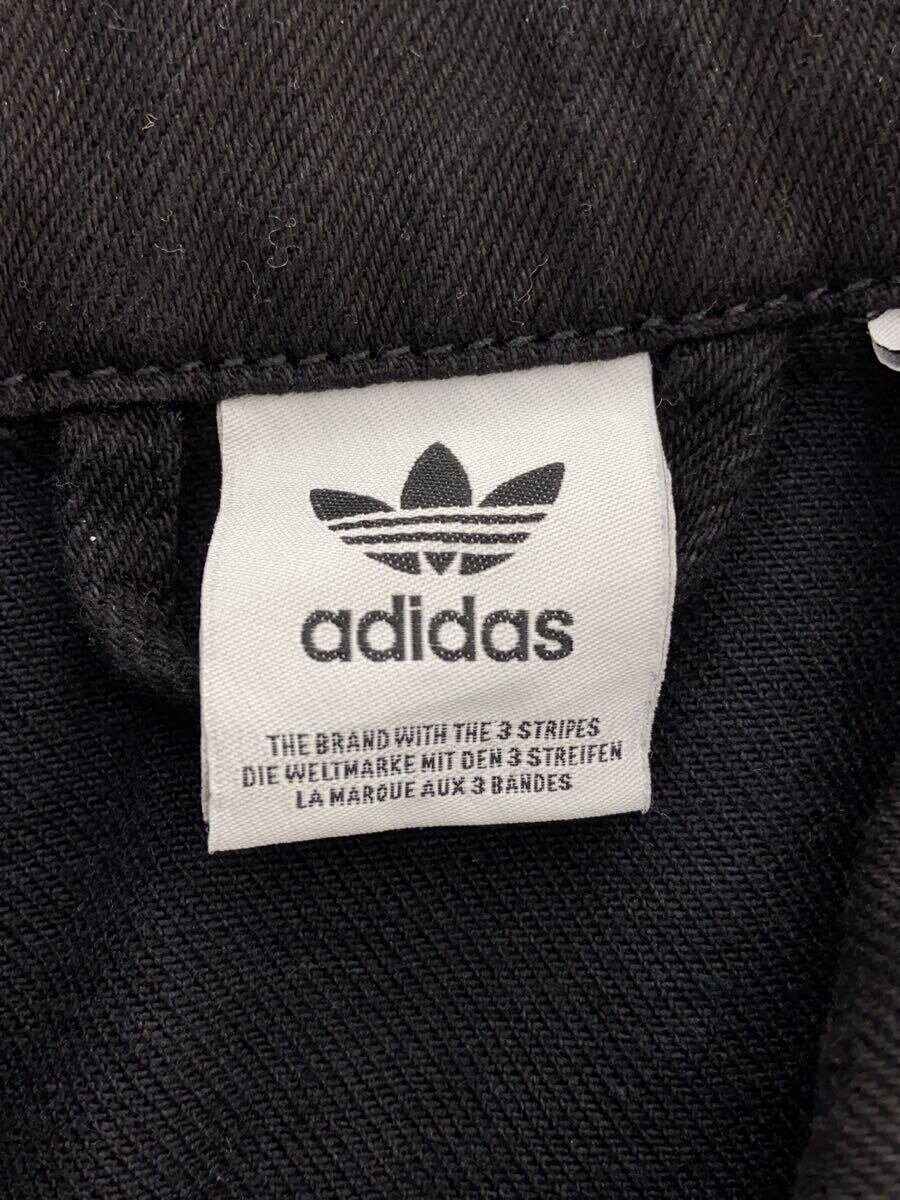 adidas
THE BRAND WITH THE 3 STRIPES
DIE WELTMARKE MIT DEN 3 STREIFEN
LA MARQUE AUX 3 BANDES